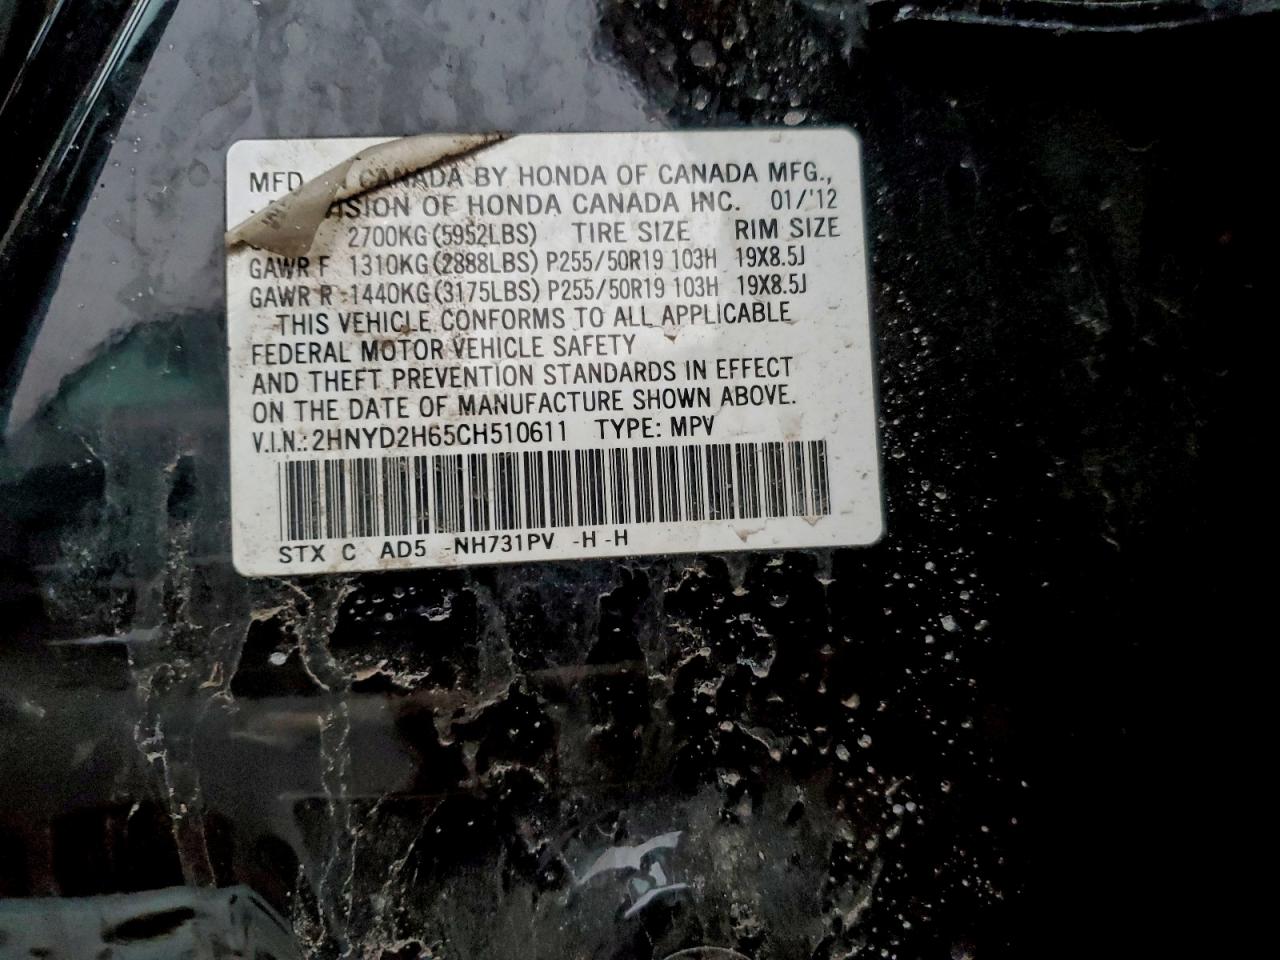 MFD CANADA BY HONDA OF CANADA MFG.,
OF HONDA CANADA INC. 01/'12
2700KG (5952LBS) TIRE SIZE RIM SIZE
GAWR F 1310KG (2888LBS) P255/50R19 103H 19X8.5J
GAWR R 1440KG (3175LBS) P255/50R19 103H 19X8.5J
THIS VEHICLE CONFORMS TO ALL APPLICABLE
FEDERAL MOTOR VEHICLE SAFETY
AND THEFT PREVENTION STANDARDS IN EFFECT
ON THE DATE OF MANUFACTURE SHOWN ABOVE.
V.I.N.: 2HNYD2H65CH510611 TYPE: MPV
STX C AD5 -NH731PV -H -H